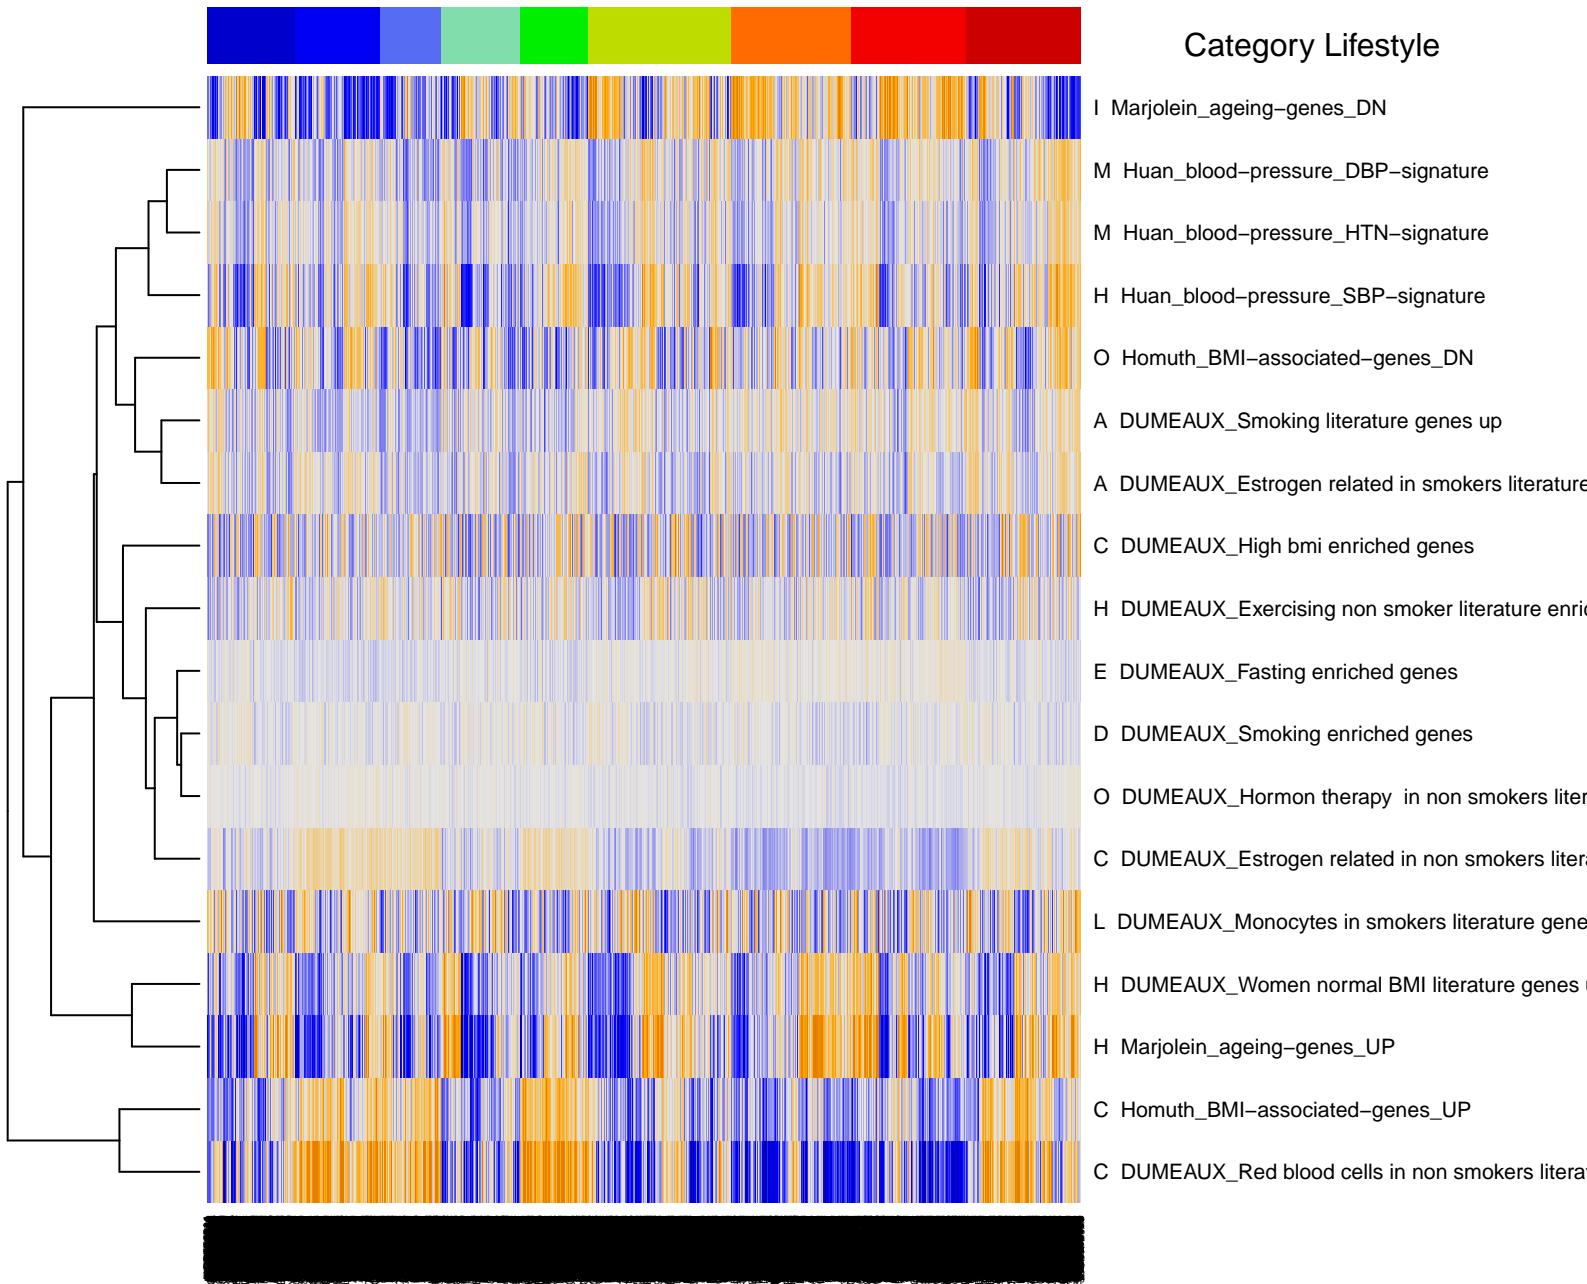 Category Lifestyle
I Marjolein_ageing−genes_DN
M Huan_blood−pressure_DBP−signature
M Huan_blood−pressure_HTN−signature
H Huan_blood−pressure_SBP−signature
O Homuth_BMI−associated−genes_DN
A DUMEAUX_Smoking literature genes up
A DUMEAUX_Estrogen related in smokers literature
C DUMEAUX_High bmi enriched genes
H DUMEAUX_Exercising non smoker literature enric
E DUMEAUX_Fasting enriched genes
D DUMEAUX_Smoking enriched genes
O DUMEAUX_Hormon therapy in non smokers liter
C DUMEAUX_Estrogen related in non smokers litera
L DUMEAUX_Monocytes in smokers literature gene
H DUMEAUX_Women normal BMI literature genes u
H Marjolein_ageing−genes_UP
C Homuth_BMI−associated−genes_UP
C DUMEAUX_Red blood cells in non smokers literat